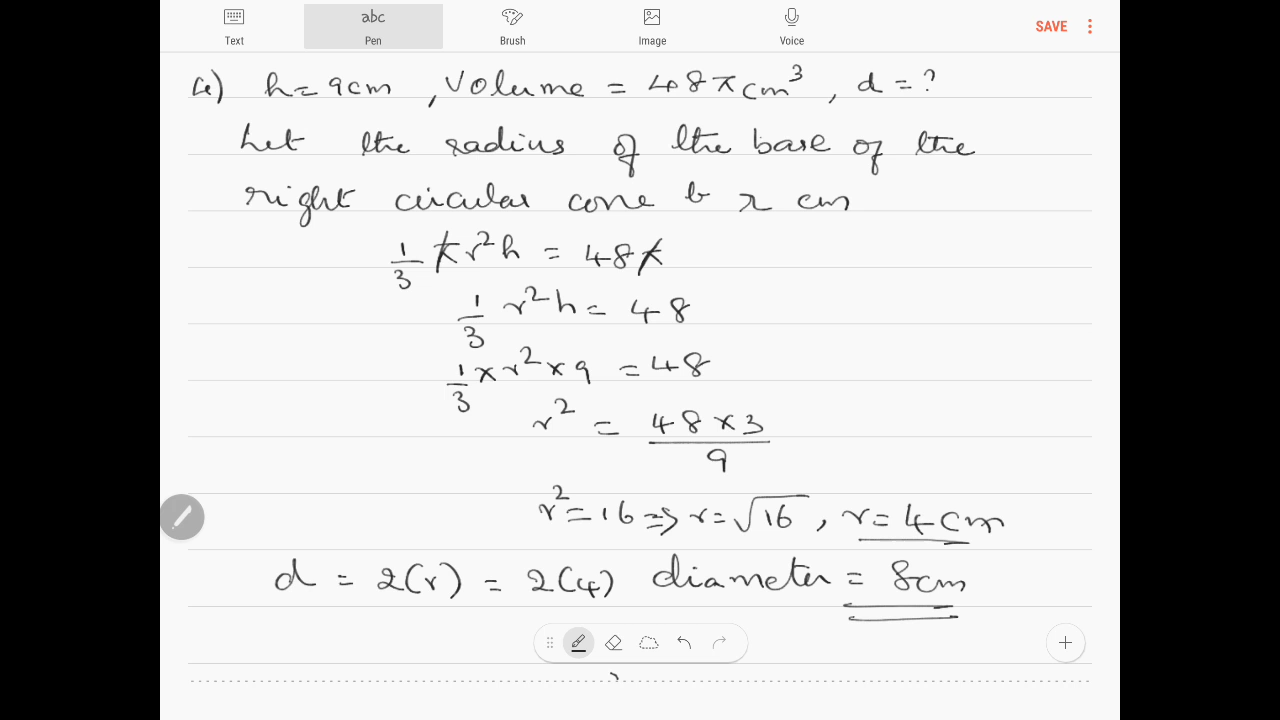 Text Pen Brush Image Voice SAVE
abc
4) h=9cm, Volume = 48π cm³, d=?
Let the radius of the base of the
right circular cone b r cm
1/3 πr²h = 48π
1/3 r²h = 48
1/3 × r² × 9 = 48
r² = 48×3/9
r²=16 ⇒ r=√16, r=4cm
d = 2(r) = 2(4) diameter = 8cm